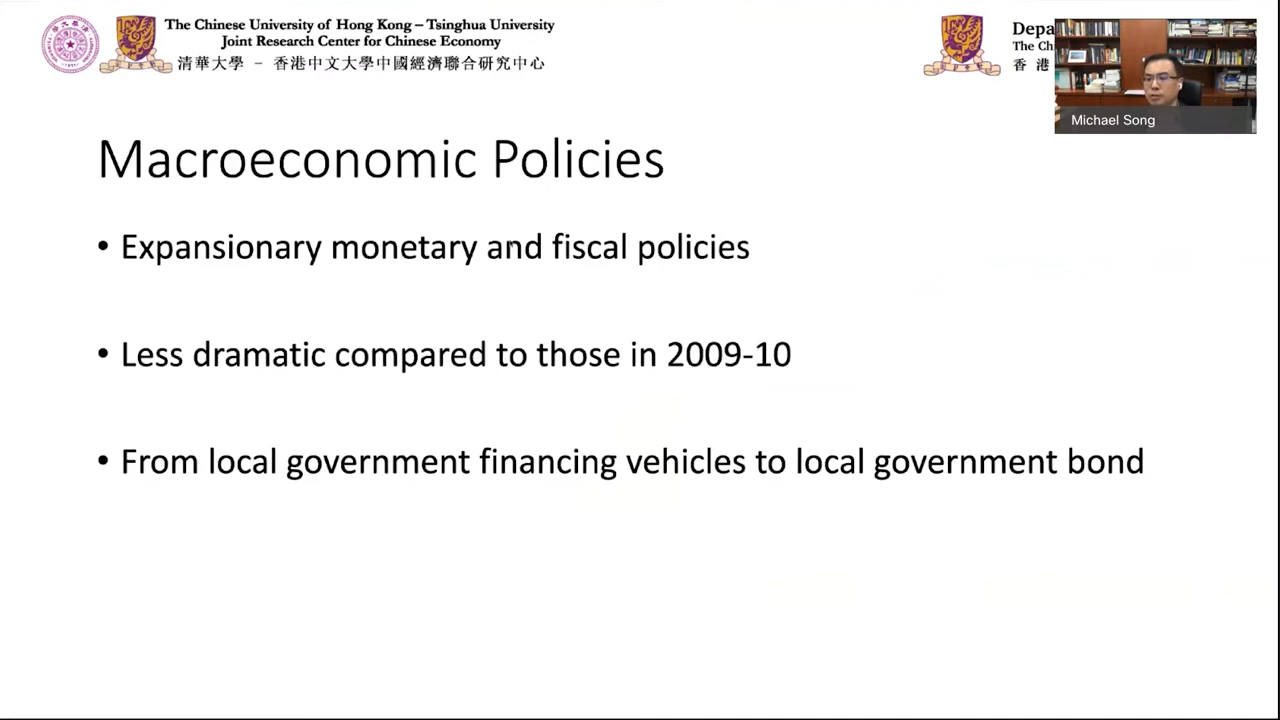 The Chinese University of Hong Kong – Tsinghua University
Joint Research Center for Chinese Economy
清華大學 – 香港中文大學中國經濟聯合研究中心
The
香 港
Michael Song
Macroeconomic Policies
• Expansionary monetary and fiscal policies
• Less dramatic compared to those in 2009-10
• From local government financing vehicles to local government bond